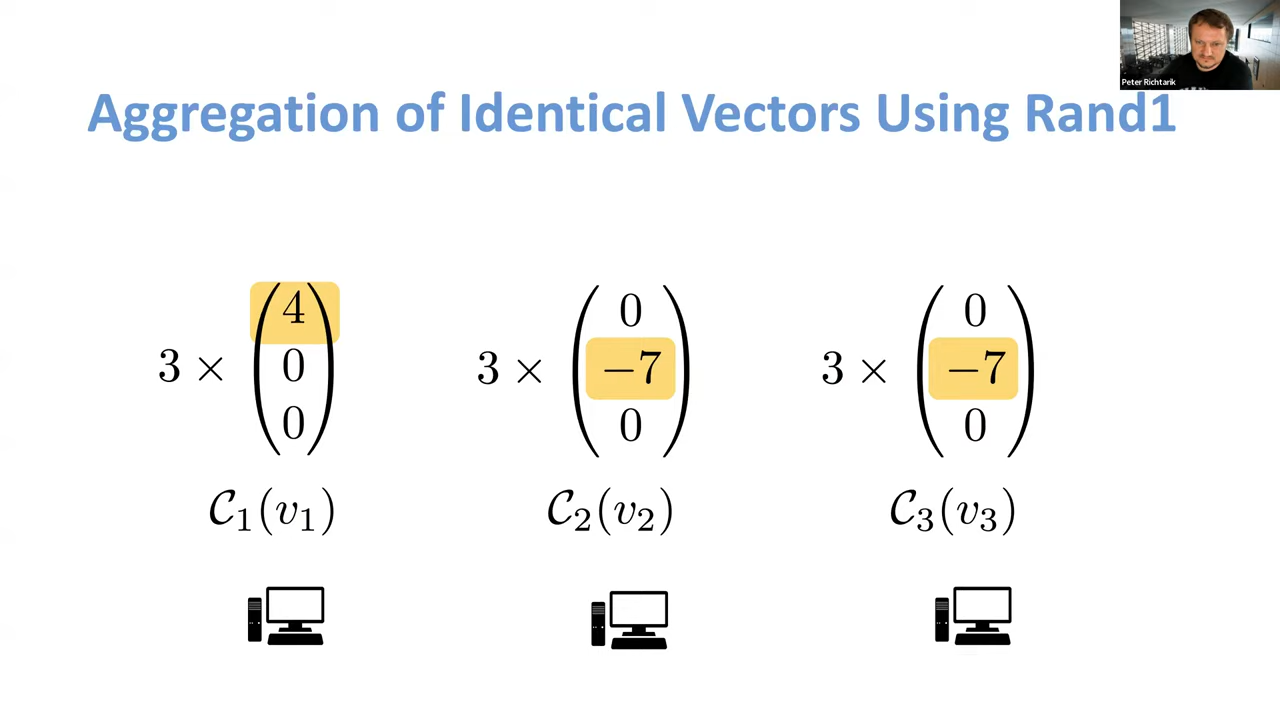 Peter Richtarik
Aggregation of Identical Vectors Using Rand1
3 × (4 0 0) 3 × (0 −7 0) 3 × (0 −7 0)
𝒞₁(v₁) 𝒞₂(v₂) 𝒞₃(v₃)